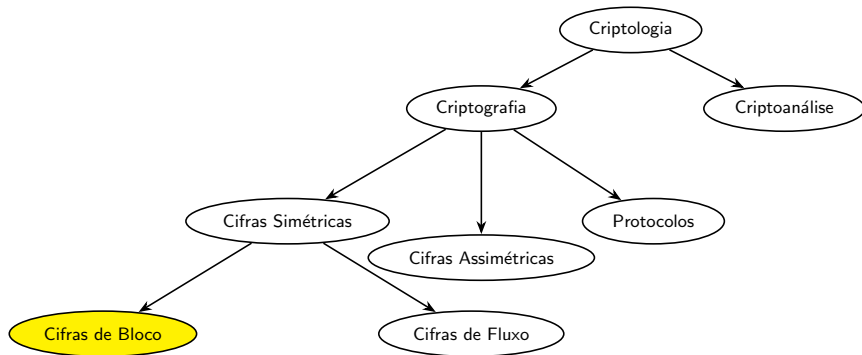 Criptologia
Criptografia
Criptoanálise
Cifras Simétricas
Protocolos
Cifras Assimétricas
Cifras de Bloco
Cifras de Fluxo